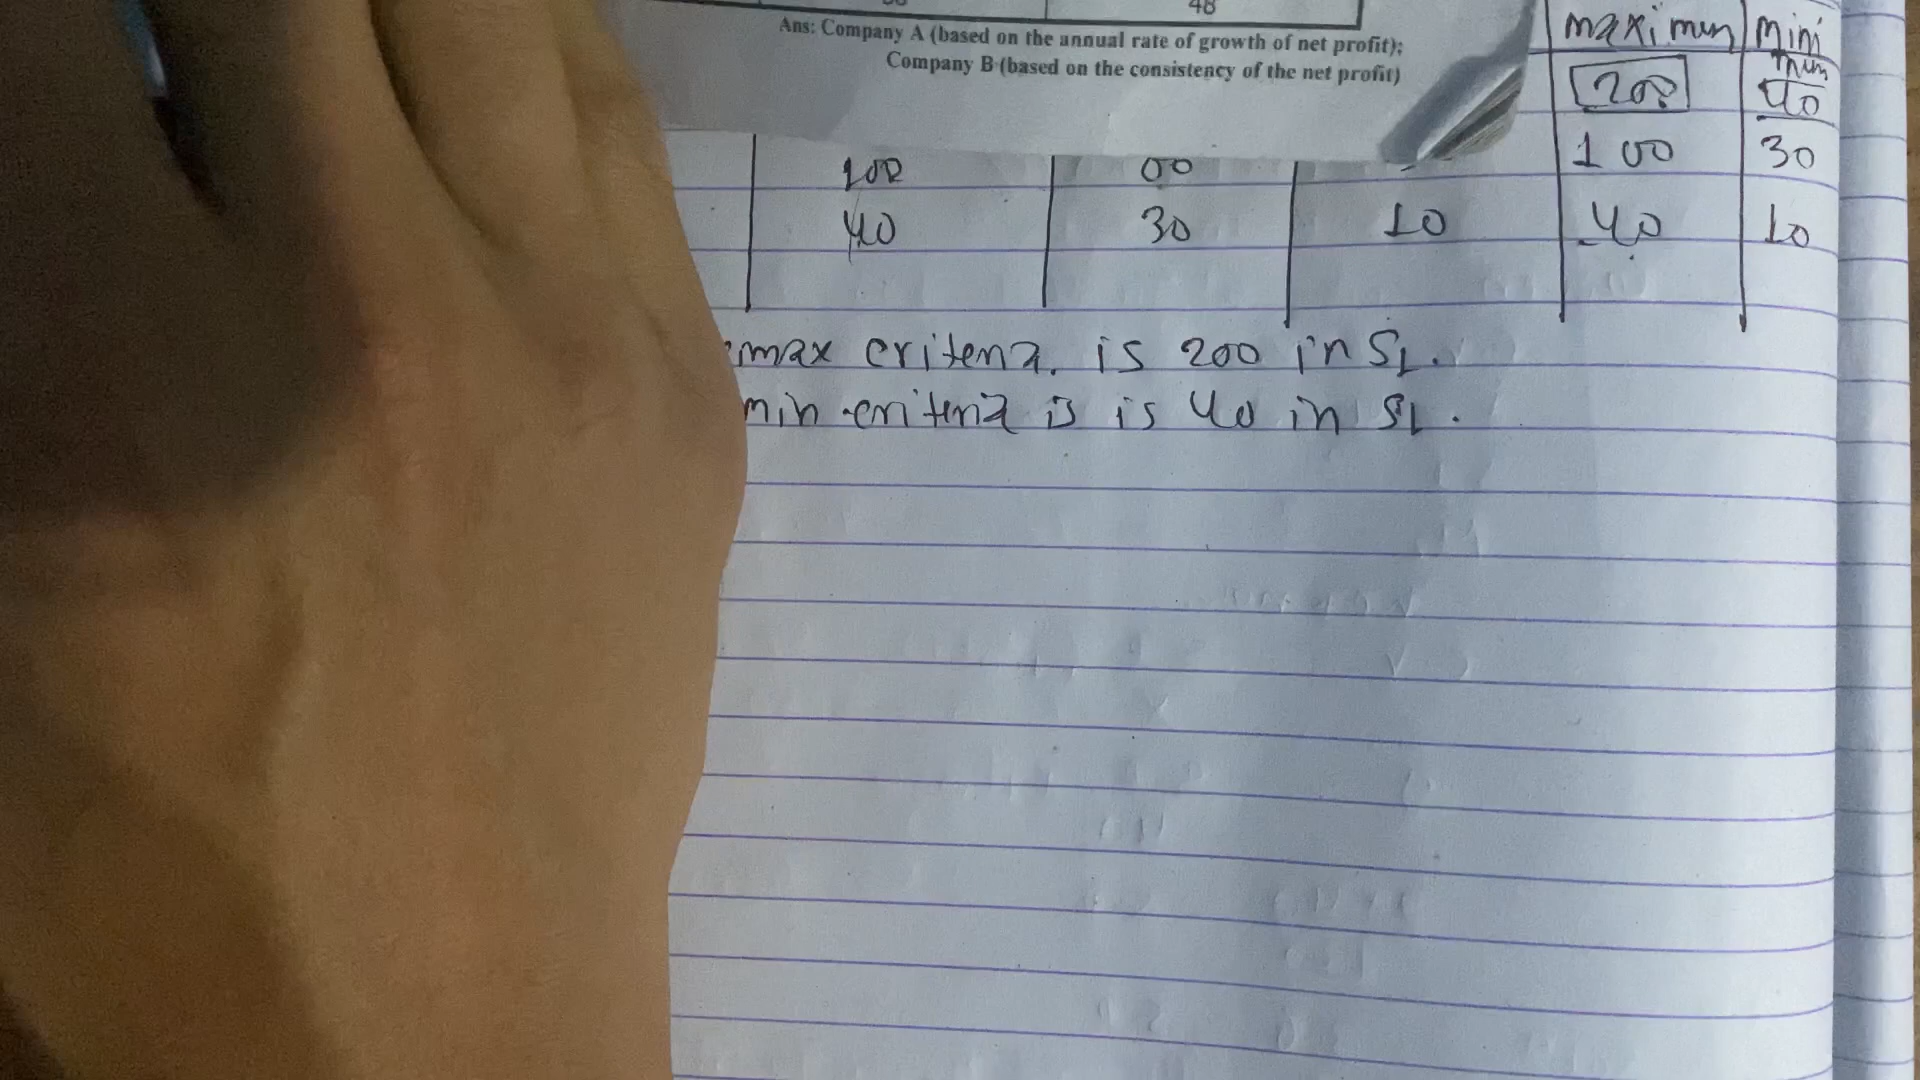 48
Ans: Company A (based on the annual rate of growth of net profit);
Company B (based on the consistency of the net profit)
maximum mini
mum
200 40
100 30
100 00
40 30 10 40 10
max criteria. is 200 in S1.
min criteria is is 40 in S1.